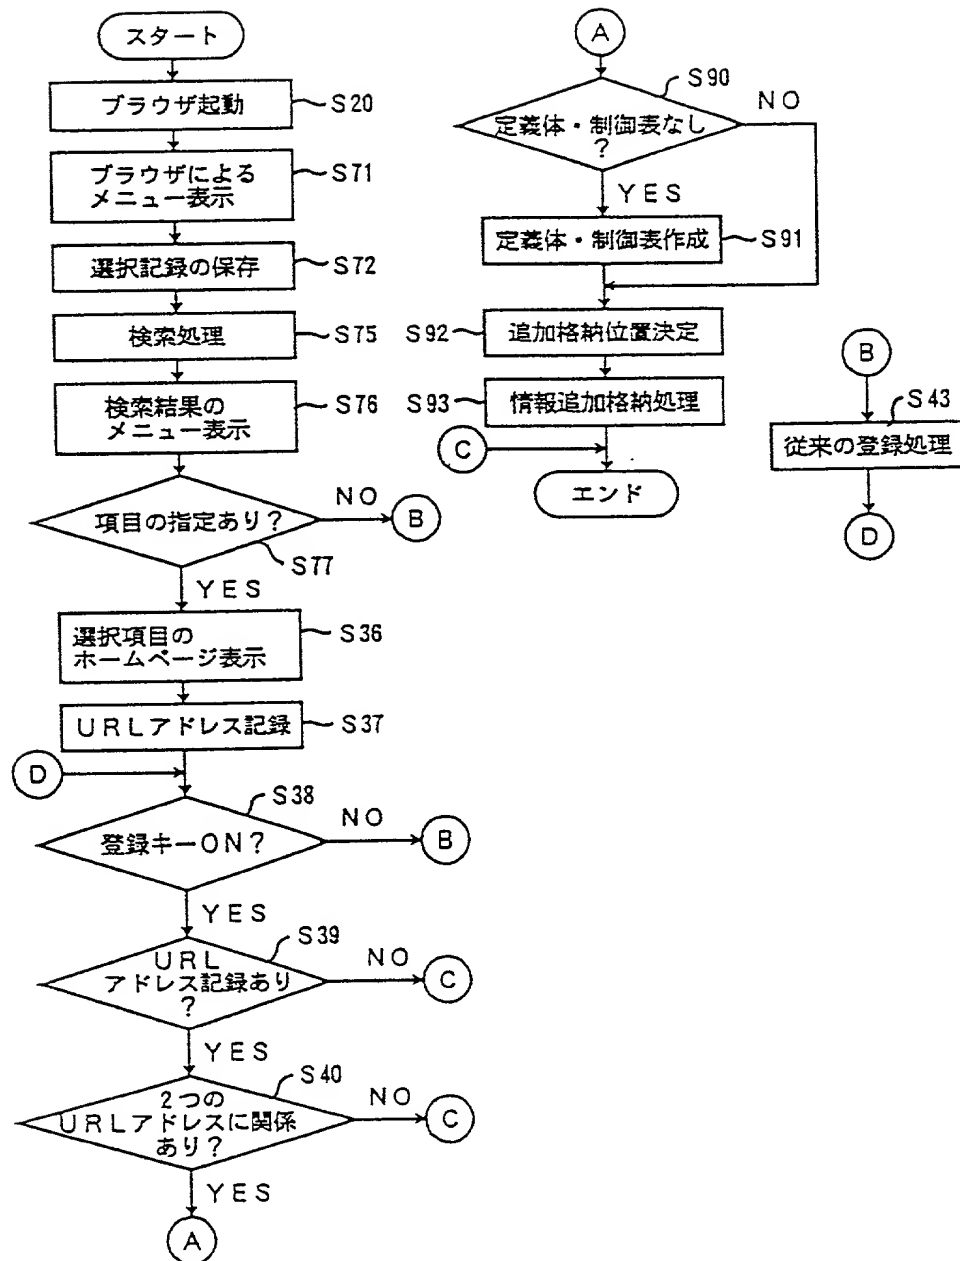 スタート
ブラウザ起動
S20
ブラウザによる
メニュー表示
S71
選択記録の保存
S72
検索処理
S75
検索結果の
メニュー表示
S76
項目の指定あり?
NO
B
S77
YES
選択項目の
ホームページ表示
S36
URLアドレス記録
S37
D
S38
登録キーON?
NO
B
YES
S39
URL
アドレス記録あり
?
NO
C
YES
S40
2つの
URLアドレスに関係
あり?
NO
C
YES
A
A
S90
定義体・制御表なし
?
NO
YES
定義体・制御表作成
S91
S92
追加格納位置決定
S93
情報追加格納処理
C
エンド
B
S43
従来の登録処理
D